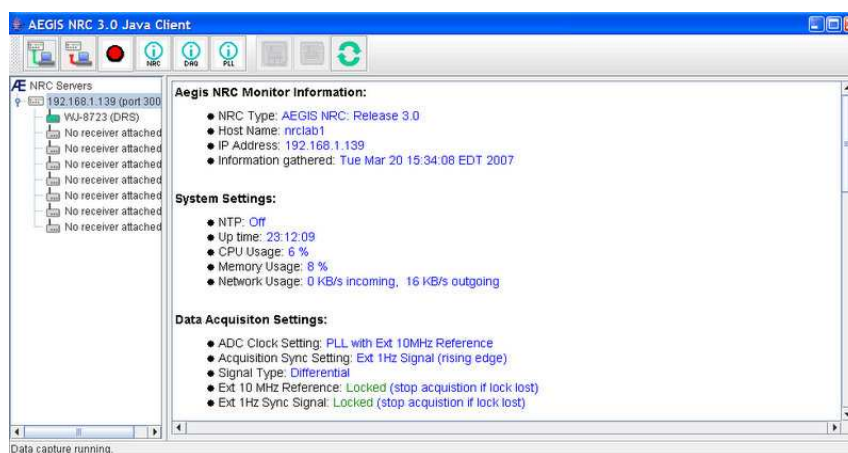 AEGIS NRC 3.0 Java Client
NRC
DAQ
PLL
Æ NRC Servers
192.168.1.139 (port 300
WJ-8723 (DRS)
No receiver attached
No receiver attached
No receiver attached
No receiver attached
No receiver attached
No receiver attached
No receiver attached
Aegis NRC Monitor Information:
● NRC Type: AEGIS NRC: Release 3.0
● Host Name: nrclab1
● IP Address: 192.168.1.139
● Information gathered: Tue Mar 20 15:34:08 EDT 2007
System Settings:
● NTP: Off
● Up time: 23:12:09
● CPU Usage: 6 %
● Memory Usage: 8 %
● Network Usage: 0 KB/s incoming, 16 KB/s outgoing
Data Acquisiton Settings:
● ADC Clock Setting: PLL with Ext 10MHz Reference
● Acquisition Sync Setting: Ext 1Hz Signal (rising edge)
● Signal Type: Differential
● Ext 10 MHz Reference: Locked (stop acquistion if lock lost)
● Ext 1Hz Sync Signal: Locked (stop acquistion if lock lost)
Data capture running.